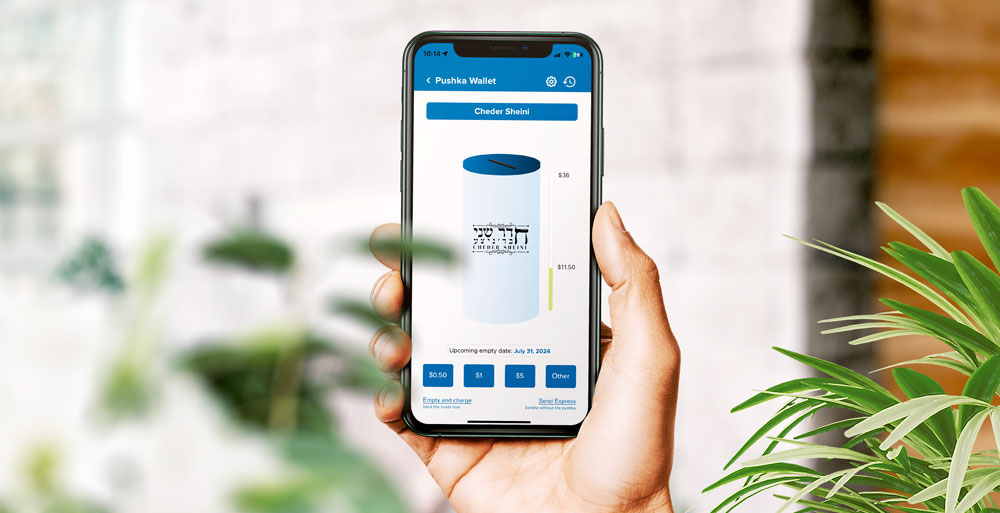 10:14
Pushka Wallet
Cheder Sheini
$36
חדר שני
CHEDER SHEINI
$11.50
Upcoming empty date: July 31, 2024
$0.50 $1 $5 Other
Empty and charge Send Express
Send the funds now Donate without the pushka